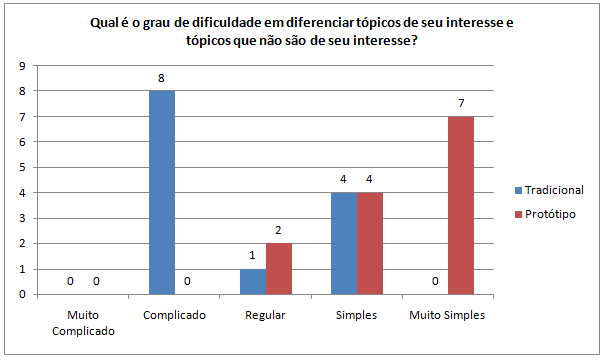 Qual é o grau de dificuldade em diferenciar tópicos de seu interesse e
tópicos que não são de seu interesse?
9
8
7
6
5
4
3
2
1
0
0 0
8 0
1 2
4 4
0 7
Muito
Complicado
Complicado
Regular
Simples
Muito Simples
Tradicional
Protótipo